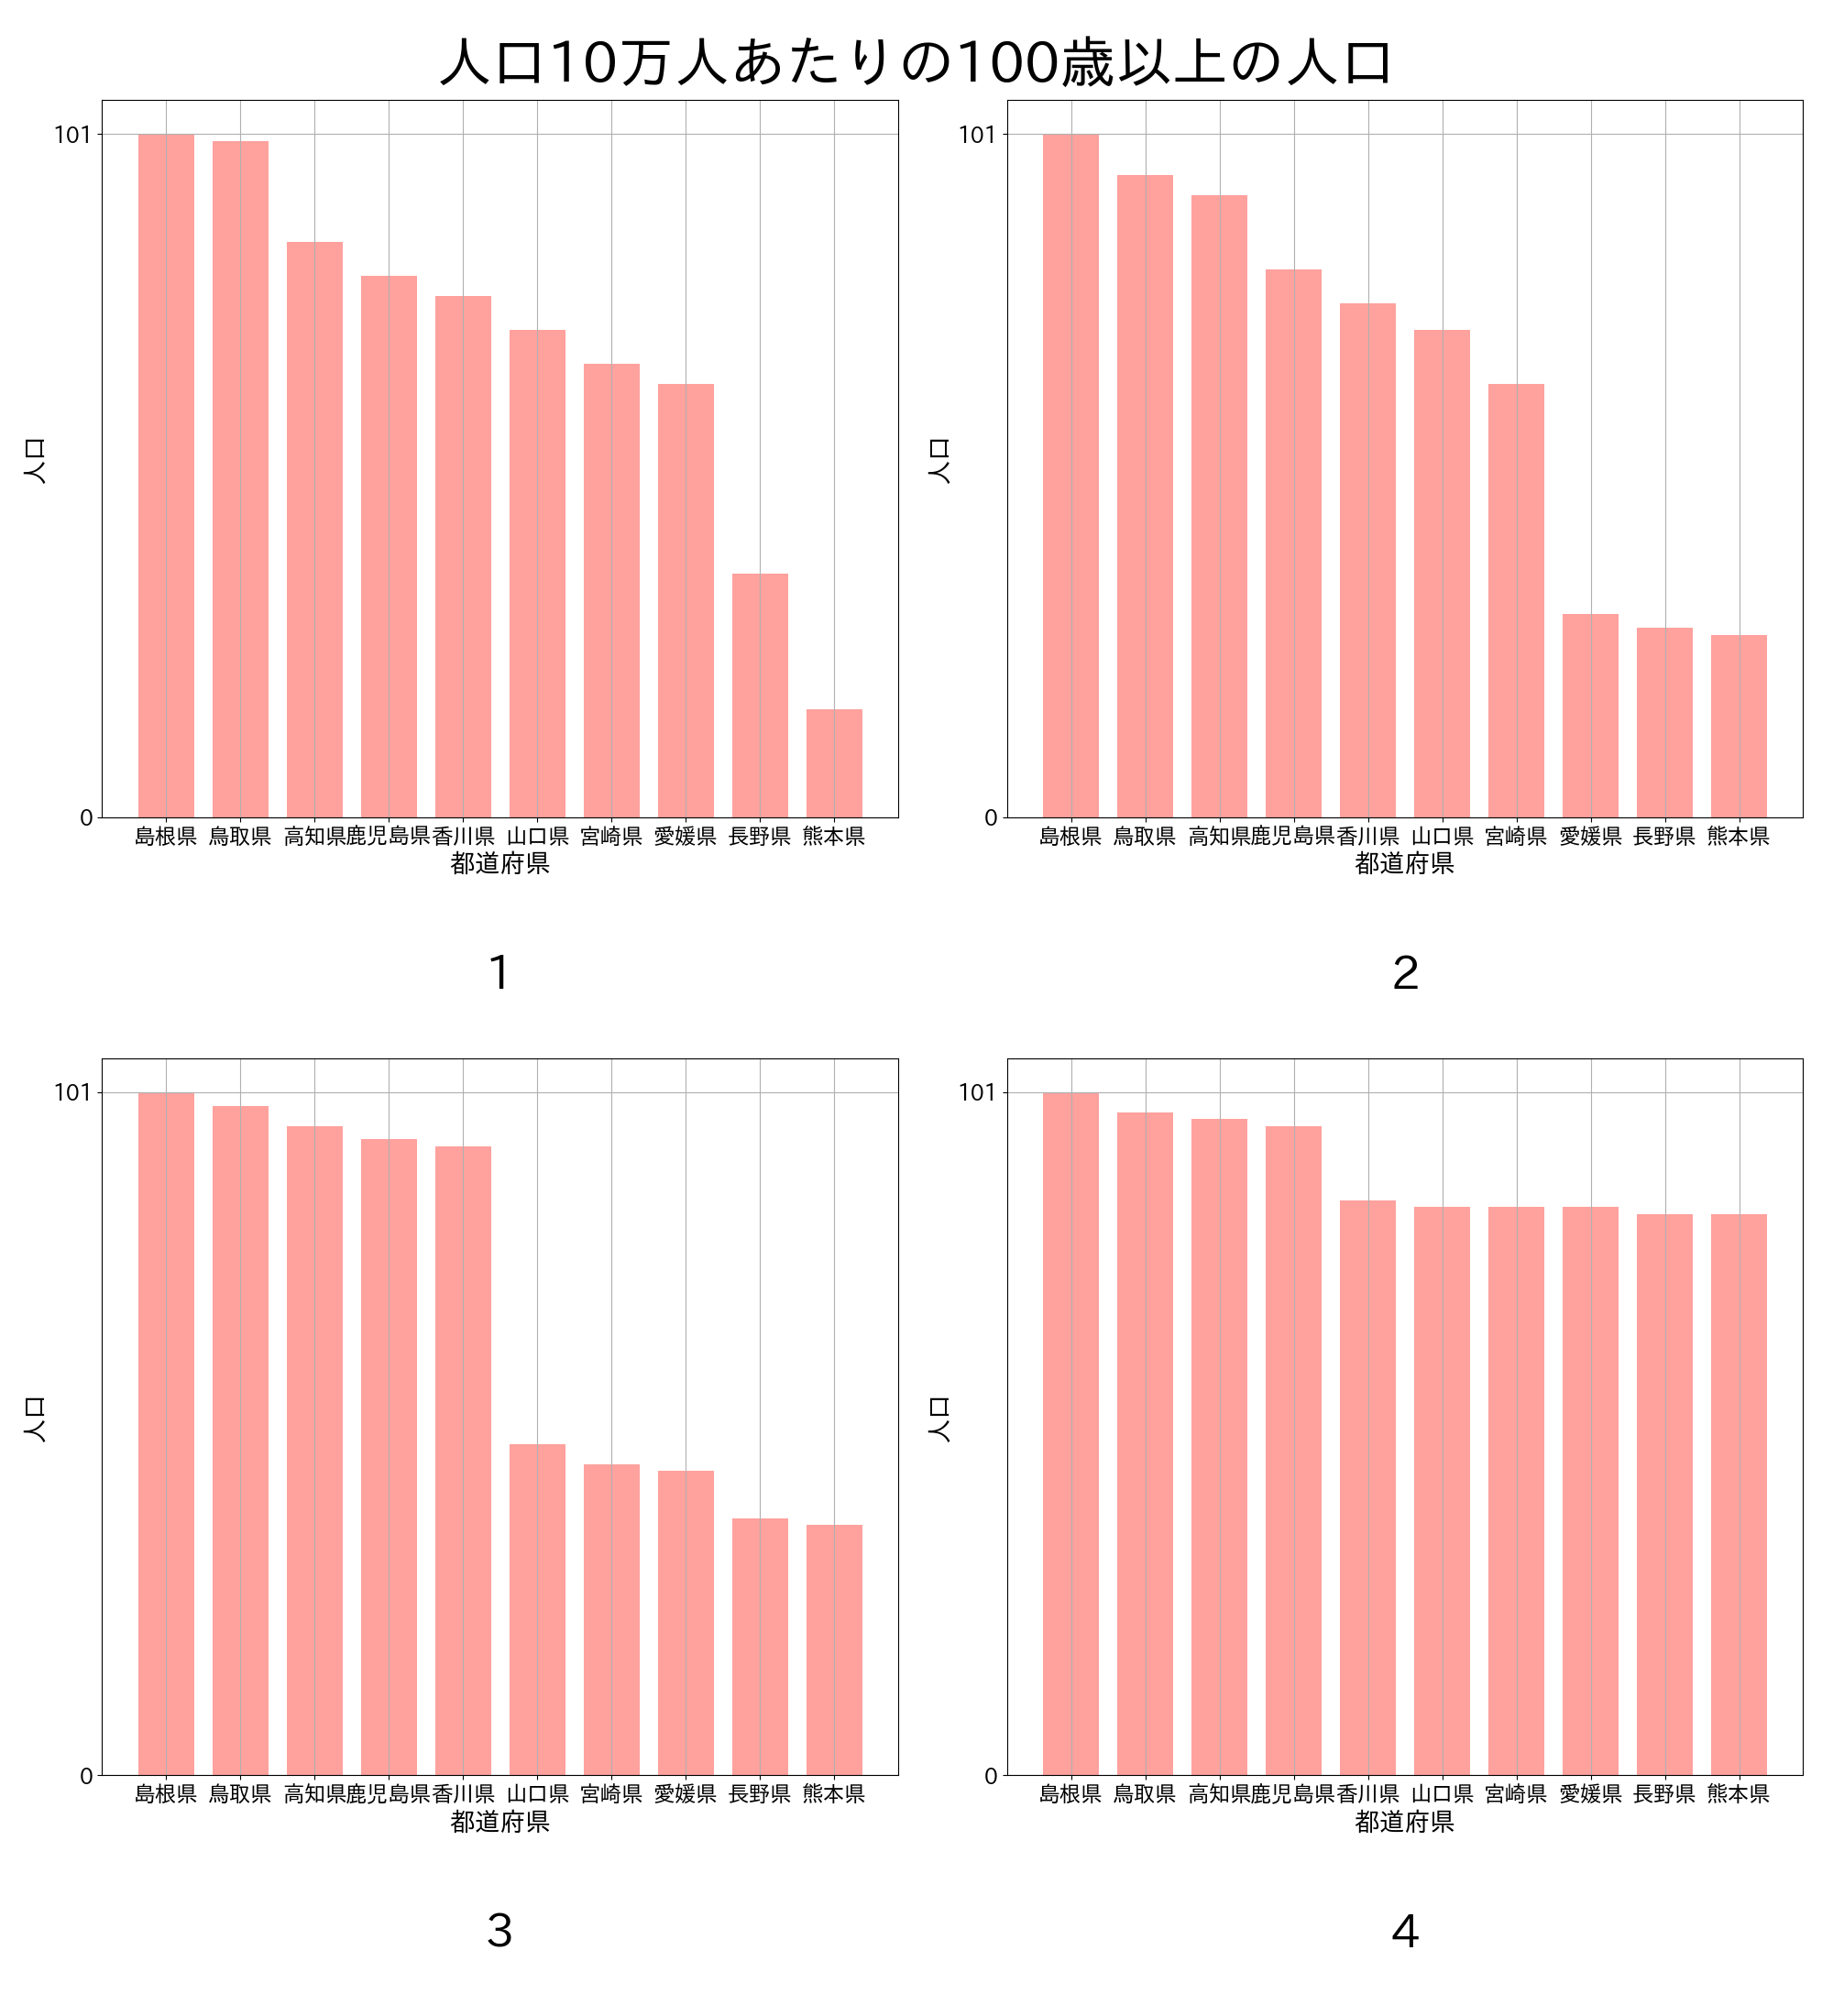 人口10万人あたりの100歳以上の人口
101
0
人口
島根県 鳥取県 高知県 鹿児島県 香川県 山口県 宮崎県 愛媛県 長野県 熊本県
都道府県
1
101
0
人口
島根県 鳥取県 高知県 鹿児島県 香川県 山口県 宮崎県 愛媛県 長野県 熊本県
都道府県
2
101
0
人口
島根県 鳥取県 高知県 鹿児島県 香川県 山口県 宮崎県 愛媛県 長野県 熊本県
都道府県
3
101
0
人口
島根県 鳥取県 高知県 鹿児島県 香川県 山口県 宮崎県 愛媛県 長野県 熊本県
都道府県
4